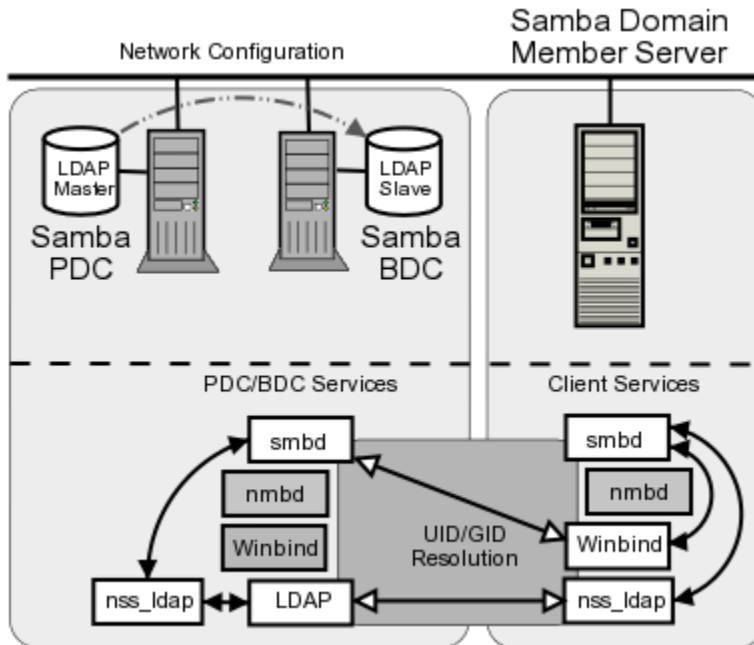 Network Configuration
Samba Domain
Member Server
LDAP
Master
LDAP
Slave
Samba
PDC
Samba
BDC
PDC/BDC Services
Client Services
smbd
nmbd
Winbind
nss_ldap
LDAP
UID/GID
Resolution
smbd
nmbd
Winbind
nss_ldap